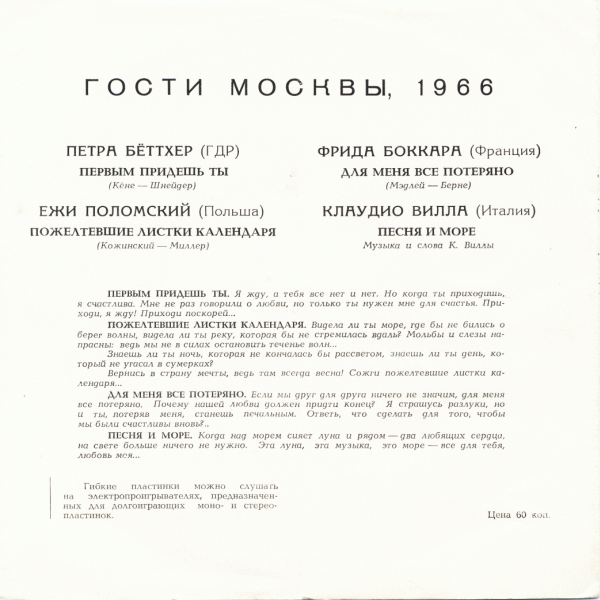 ГОСТИ МОСКВЫ, 1966
ПЕТРА БЁТТХЕР (ГДР)
ПЕРВЫМ ПРИДЕШЬ ТЫ
(Кёне — Шнейдер)
ЕЖИ ПОЛОМСКИЙ (Польша)
ПОЖЕЛТЕВШИЕ ЛИСТКИ КАЛЕНДАРЯ
(Кожинский — Миллер)
ФРИДА БОККАРА (Франция)
ДЛЯ МЕНЯ ВСЕ ПОТЕРЯНО
(Мэдлей — Берне)
КЛАУДИО ВИЛЛА (Италия)
ПЕСНЯ И МОРЕ
Музыка и слова К. Виллы
ПЕРВЫМ ПРИДЕШЬ ТЫ. Я жду, а тебя все нет и нет. Но когда ты приходишь,
я счастлива. Мне не раз говорили о любви, но только ты нужен мне для счастья. При-
ходи, я жду! Приходи поскорей...
ПОЖЕЛТЕВШИЕ ЛИСТКИ КАЛЕНДАРЯ. Видела ли ты море, где бы не бились о
берег волны, видела ли ты реку, которая бы не стремилась вдаль? Мольбы и слезы на-
прасны: ведь мы не в силах остановить теченье волн...
Знаешь ли ты ночь, которая не кончалась бы рассветом, знаешь ли ты день, ко-
торый не угасал в сумерках?
Вернись в страну мечты, ведь там всегда весна! Сожги пожелтевшие листки ка-
лендаря...
ДЛЯ МЕНЯ ВСЕ ПОТЕРЯНО. Если мы друг для друга ничего не значим, для меня
все потеряно. Почему нашей любви должен придти конец? Я страшусь разлуки, но
и ты, потеряв меня, станешь печальным. Ответь, что сделать для того, чтобы
мы были счастливы вновь?..
ПЕСНЯ И МОРЕ. Когда над морем сияет луна и рядом — два любящих сердца,
на свете больше ничего не нужно. Эта луна, эта музыка, это море — все для тебя,
любовь моя...
Гибкие пластинки можно слушать
на электропроигрывателях, предназначен-
ных для долгоиграющих моно- и стерео-
пластинок.
Цена 60 коп.